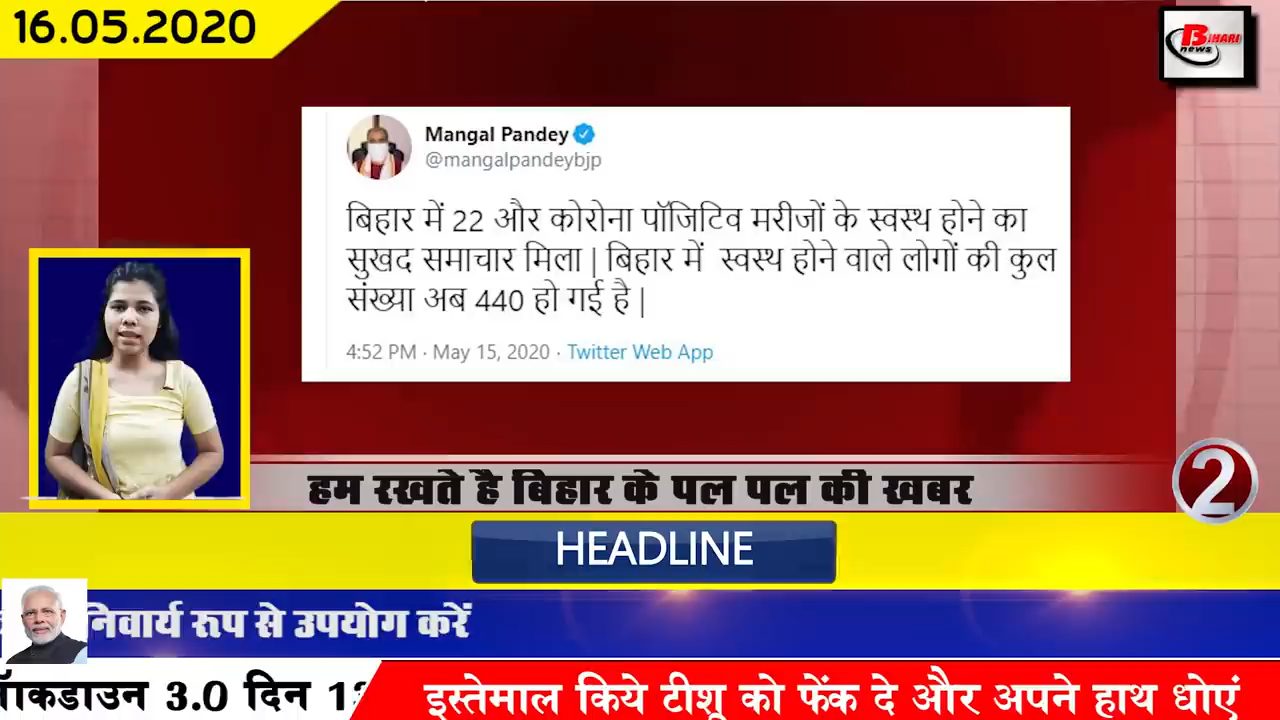 16.05.2020
BIHARI
news
Mangal Pandey
@mangalpandeybjp
बिहार में 22 और कोरोना पॉजिटिव मरीजों के स्वस्थ होने का
सुखद समाचार मिला | बिहार में स्वस्थ होने वाले लोगों की कुल
संख्या अब 440 हो गई है |
4:52 PM · May 15, 2020 · Twitter Web App
हम रखते है बिहार के पल पल की खबर
2
HEADLINE
रूप से उपयोग करें
3.0 दिन
इस्तेमाल किये टीशू को फेंक दे और अपने हाथ धोएं